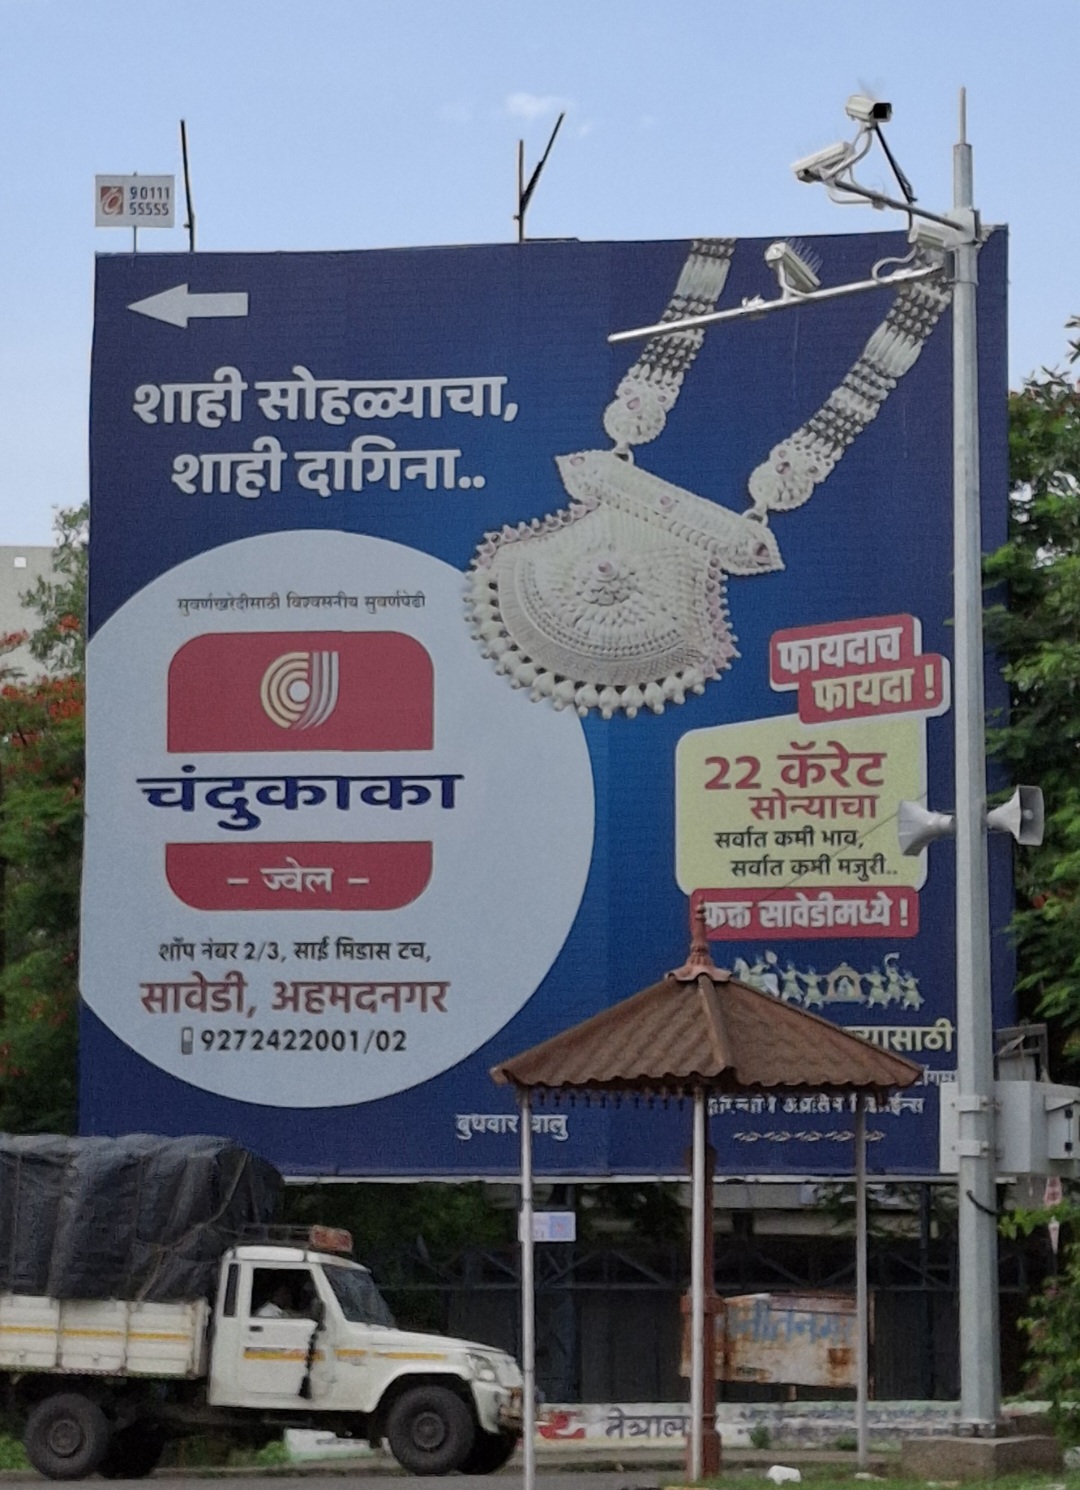 90111
55555
शाही सोहळ्याचा,
शाही दागिना..
सुवर्णखरेदीसाठी विश्वसनीय सुवर्णपेढी
चंदुकाका
– ज्वेल –
शॉप नंबर 2/3, साई मिडास टच,
सावेडी, अहमदनगर
9272422001/02
फायदाच
फायदा !
22 कॅरेट
सोन्याचा
सर्वात कमी भाव,
सर्वात कमी मजुरी..
फक्त सावेडीमध्ये !
बुधवार चालु